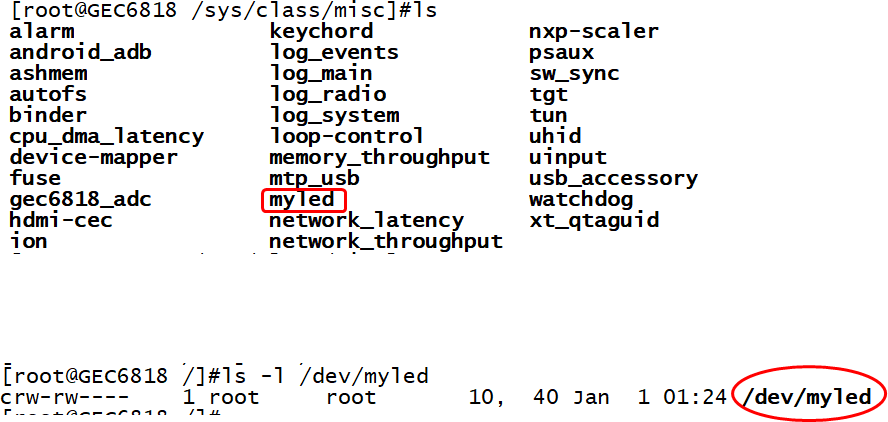 [root@GEC6818 /sys/class/misc]#ls
alarm keychord nxp-scaler
android_adb log_events psaux
ashmem log_main sw_sync
autofs log_radio tgt
binder log_system tun
cpu_dma_latency loop-control uhid
device-mapper memory_throughput uinput
fuse mtp_usb usb_accessory
gec6818_adc myled watchdog
hdmi-cec network_latency xt_qtaguid
ion network_throughput
[root@GEC6818 /]#ls -l /dev/myled
crw-rw---- 1 root root 10, 40 Jan 1 01:24 /dev/myled